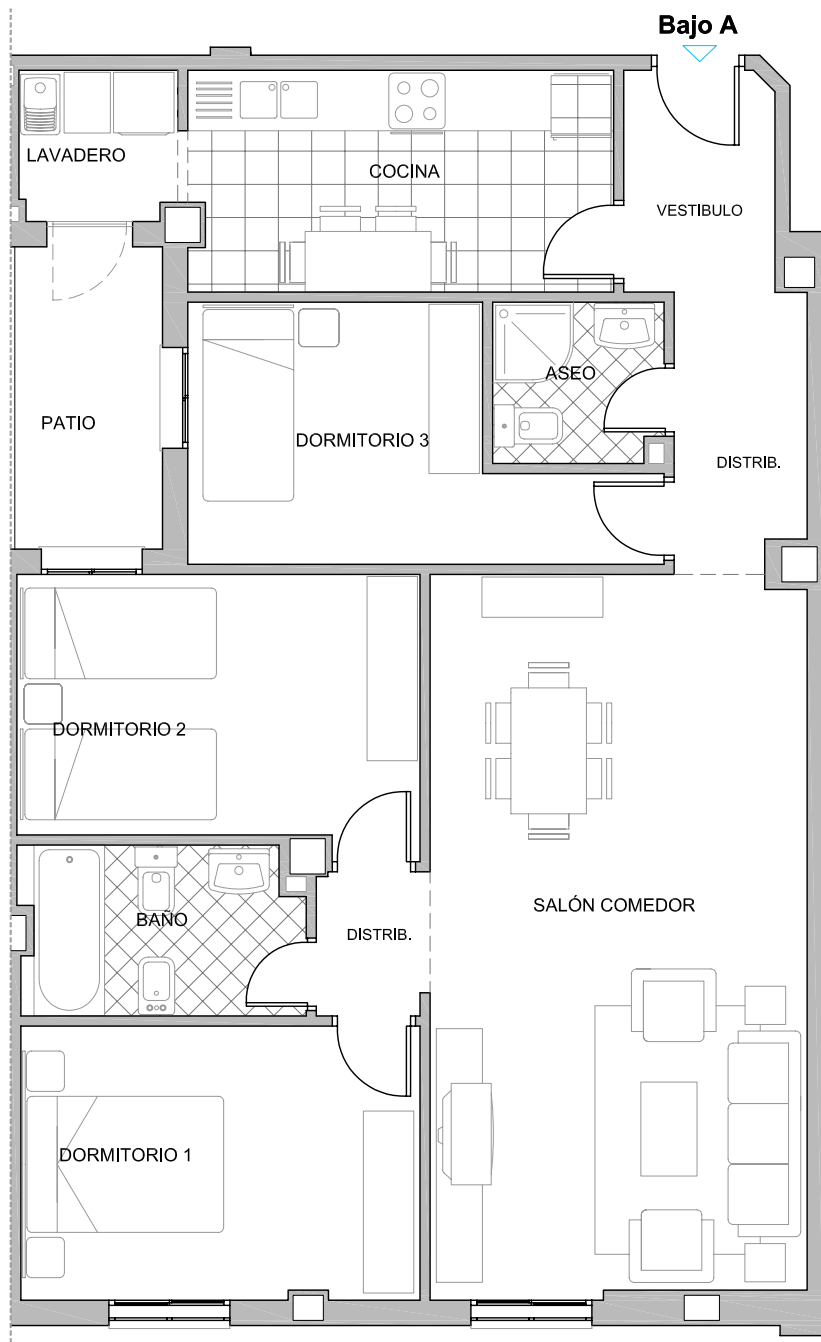 Bajo A
LAVADERO
COCINA
VESTIBULO
ASEO
PATIO
DORMITORIO 3
DISTRIB.
DORMITORIO 2
SALÓN COMEDOR
BAÑO
DISTRIB.
DORMITORIO 1